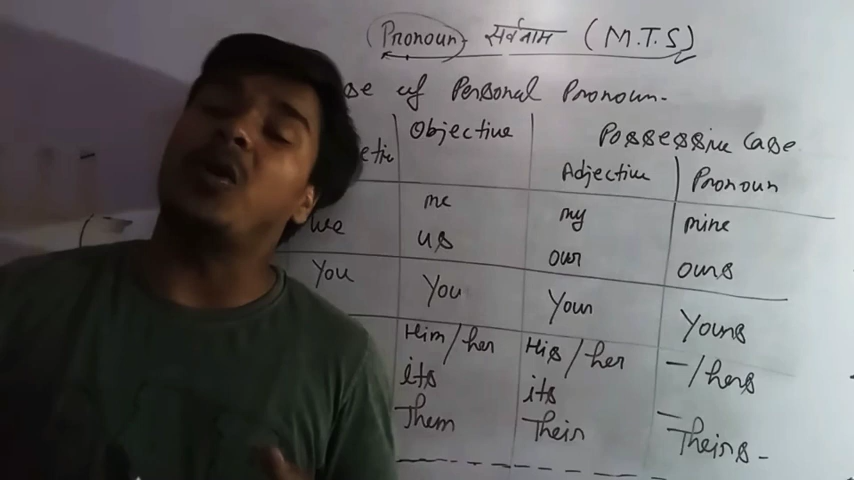 Pronoun सर्वनाम (M.T.S)
se of Personal Pronoun.
etiv Objective Possessive Case
Adjective Pronoun
me my mine
we us our ours
You You Your Yours
Him/her His/her -/hers
its its -
Them Their Theirs -